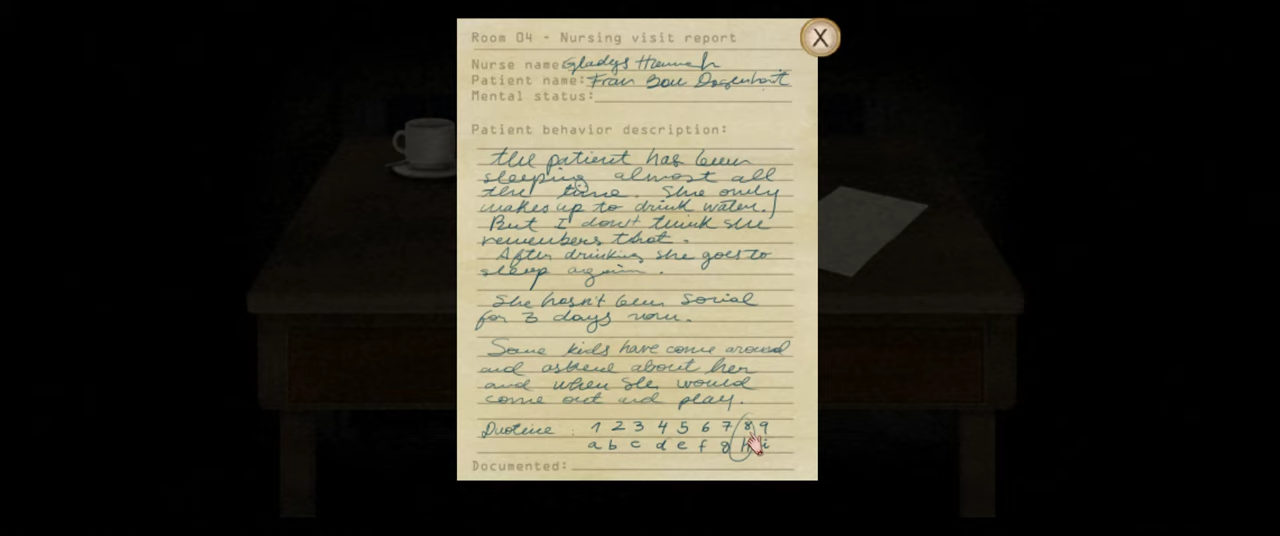 Room 04 - Nursing visit report
Nurse name: Gladys
Patient name: Fran Bow Dagenhart
Mental status:
Patient behavior description:
the patient has been
sleeping almost all
the time. She only
wakes up to drink water.
But I don't think she
remembers that.
After drinking she goes to
sleep again.
She hasn't been social
for 3 days now.
Some kids have come around
and asked about her
and when she would
come out and play.
Duotine : 1 2 3 4 5 6 7 8 9
a b c d e f g h i
Documented:
X